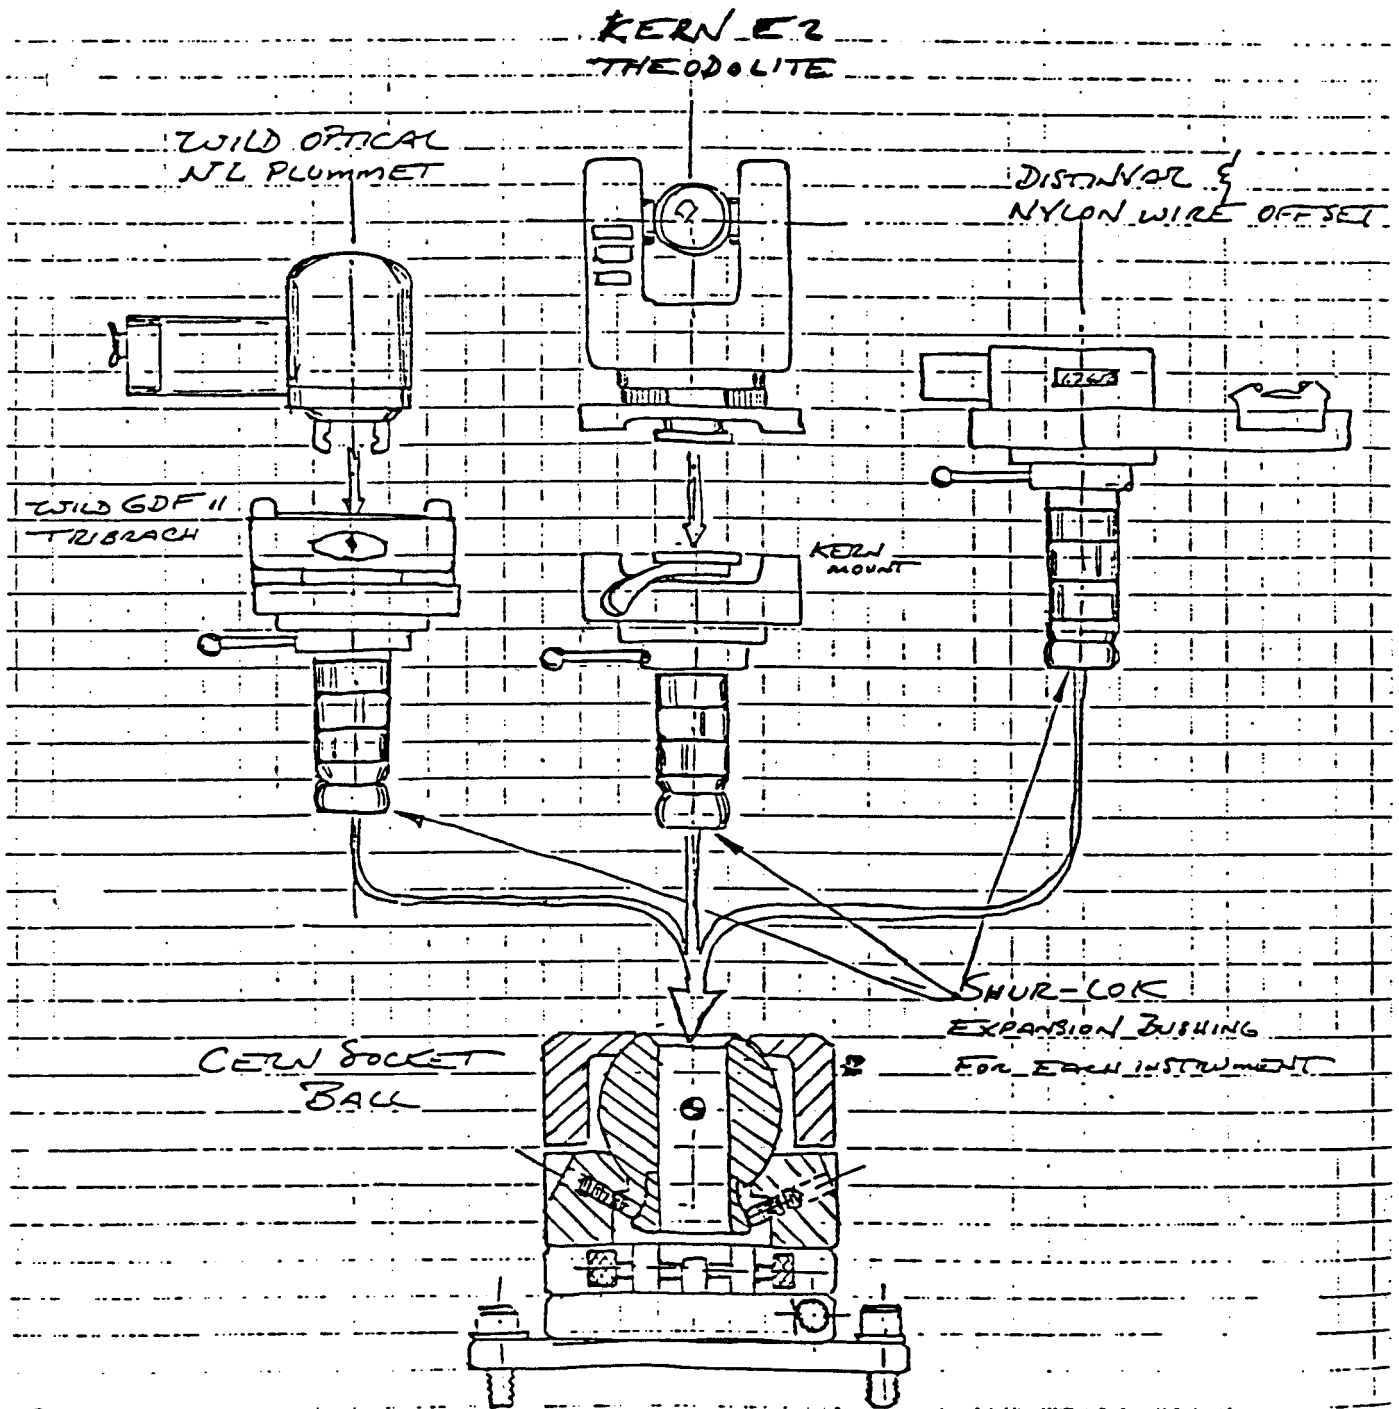 KERN E2
THEODOLITE
WILD OPTICAL
NL PLUMMET
DISTINVAR &
NYLON WIRE OFFSET
WILD GDF 11
TRIBRACH
KERN
MOUNT
SHUR-LOK
EXPANSION BUSHING
FOR EACH INSTRUMENT
CERN SOCKET
BALL